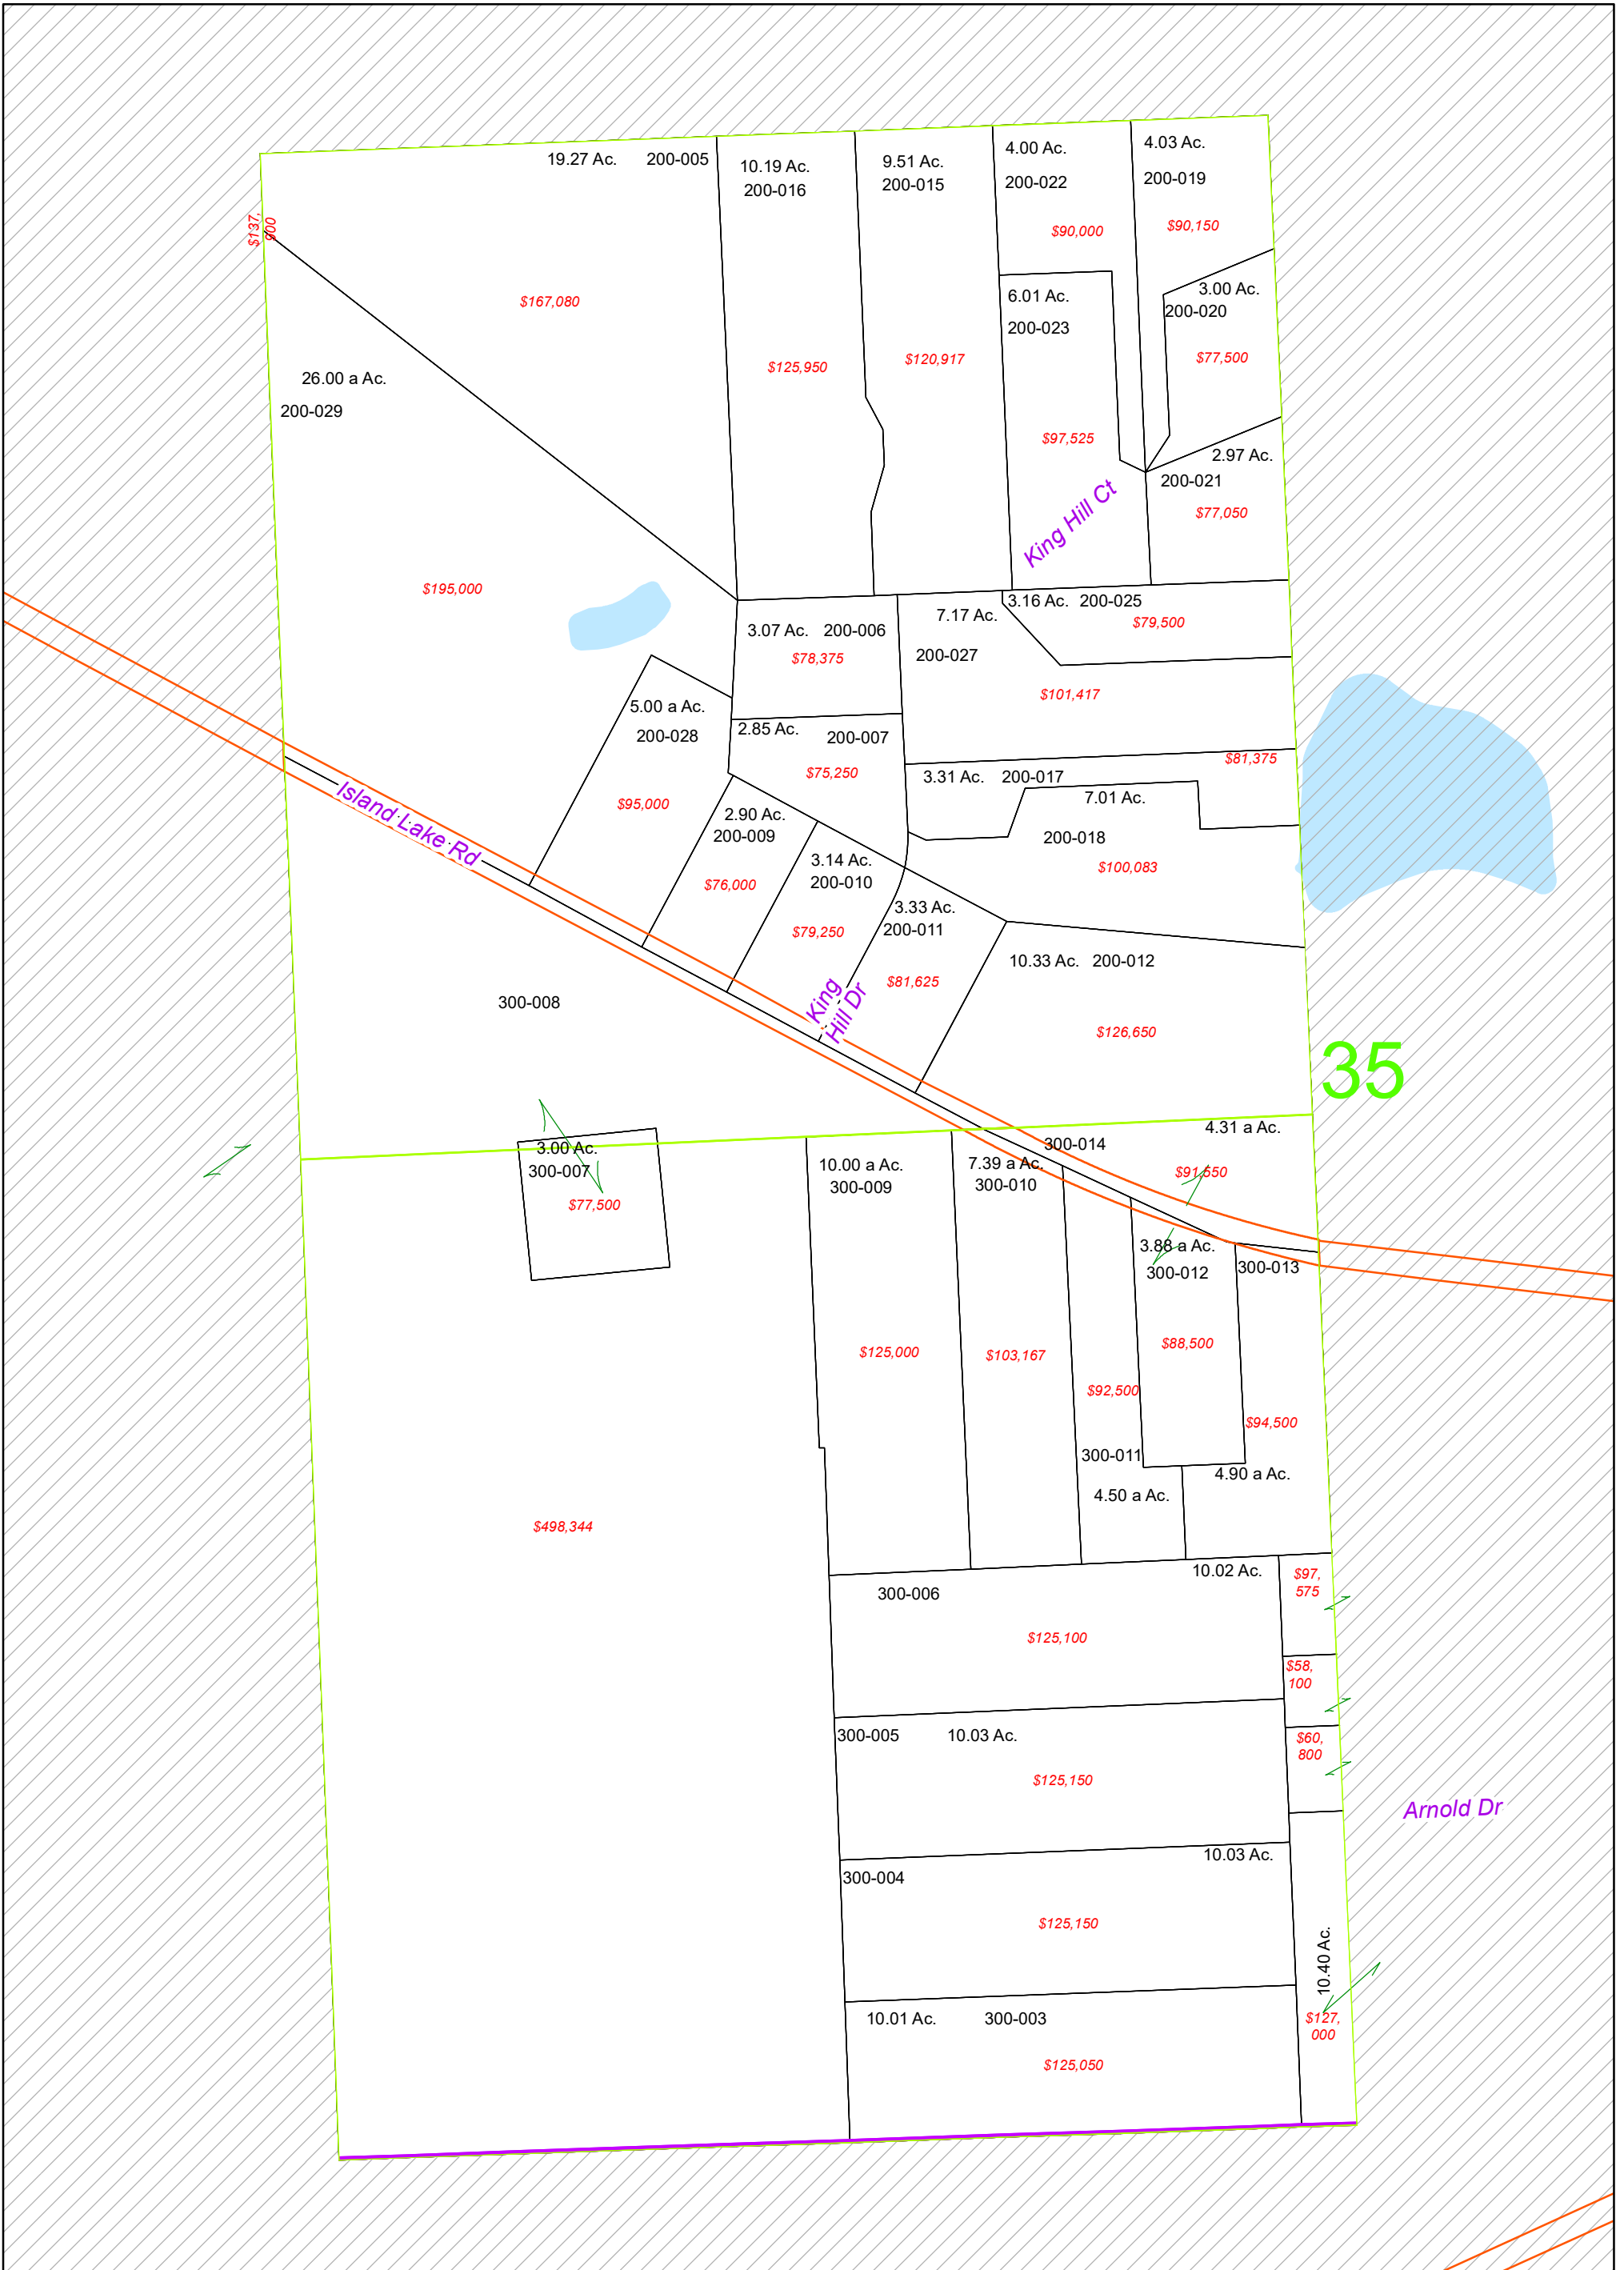 19.27 Ac. 200-005
10.19 Ac.
200-016
9.51 Ac.
200-015
4.00 Ac.
200-022
4.03 Ac.
200-019
$137,
900
$90,000
$90,150
$167,080
6.01 Ac.
200-023
3.00 Ac.
200-020
$77,500
$125,950
$120,917
26.00 a Ac.
200-029
$97,525
2.97 Ac.
200-021
$77,050
King Hill Ct
$195,000
3.07 Ac. 200-006
$78,375
7.17 Ac.
200-027
3.16 Ac. 200-025
$79,500
$101,417
5.00 a Ac.
200-028
$95,000
2.85 Ac.
200-007
$75,250
$81,375
3.31 Ac. 200-017
7.01 Ac.
200-018
$100,083
Island Lake Rd
2.90 Ac.
200-009
$76,000
3.14 Ac.
200-010
$79,250
3.33 Ac.
200-011
$81,625
10.33 Ac. 200-012
$126,650
King
Hill Dr
300-008
35
4.31 a Ac.
300-014
$91,550
3.00 Ac.
300-007
$77,500
10.00 a Ac.
300-009
7.39 a Ac.
300-010
3.88 a Ac.
300-012
300-013
$88,500
$125,000
$103,167
$92,500
$94,500
300-011
4.50 a Ac.
4.90 a Ac.
$498,344
10.02 Ac.
300-006
$125,100
$97,
575
$58,
100
300-005 10.03 Ac.
$125,150
$60,
800
Arnold Dr
10.03 Ac.
300-004
$125,150
10.40 Ac.
$127,
000
10.01 Ac. 300-003
$125,050